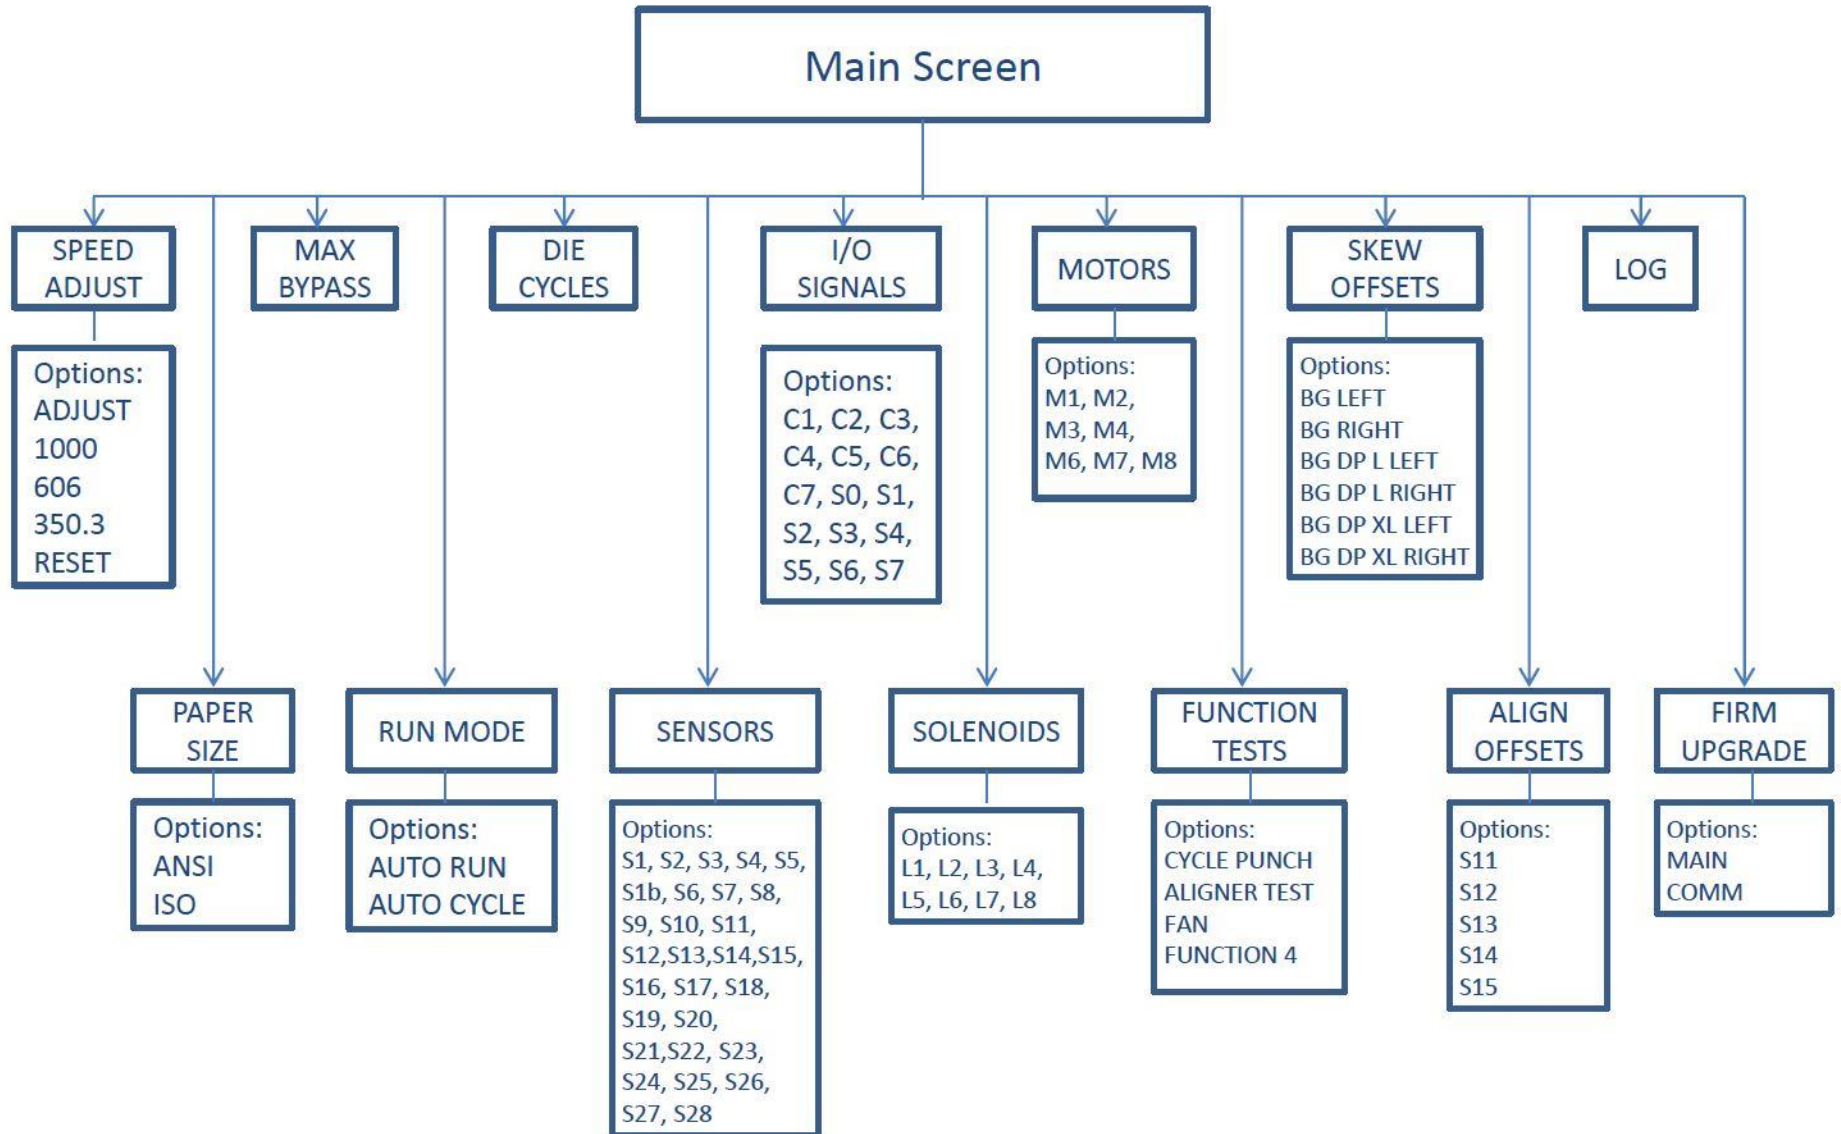 Main Screen
SPEED
ADJUST
MAX
BYPASS
DIE
CYCLES
I/O
SIGNALS
MOTORS
SKEW
OFFSETS
LOG
Options:
ADJUST
1000
606
350.3
RESET
Options:
C1, C2, C3,
C4, C5, C6,
C7, S0, S1,
S2, S3, S4,
S5, S6, S7
Options:
M1, M2,
M3, M4,
M6, M7, M8
Options:
BG LEFT
BG RIGHT
BG DP L LEFT
BG DP L RIGHT
BG DP XL LEFT
BG DP XL RIGHT
PAPER
SIZE
RUN MODE
SENSORS
SOLENOIDS
FUNCTION
TESTS
ALIGN
OFFSETS
FIRM
UPGRADE
Options:
ANSI
ISO
Options:
AUTO RUN
AUTO CYCLE
Options:
S1, S2, S3, S4, S5,
S1b, S6, S7, S8,
S9, S10, S11,
S12,S13,S14,S15,
S16, S17, S18,
S19, S20,
S21,S22, S23,
S24, S25, S26,
S27, S28
Options:
L1, L2, L3, L4,
L5, L6, L7, L8
Options:
CYCLE PUNCH
ALIGNER TEST
FAN
FUNCTION 4
Options:
S11
S12
S13
S14
S15
Options:
MAIN
COMM